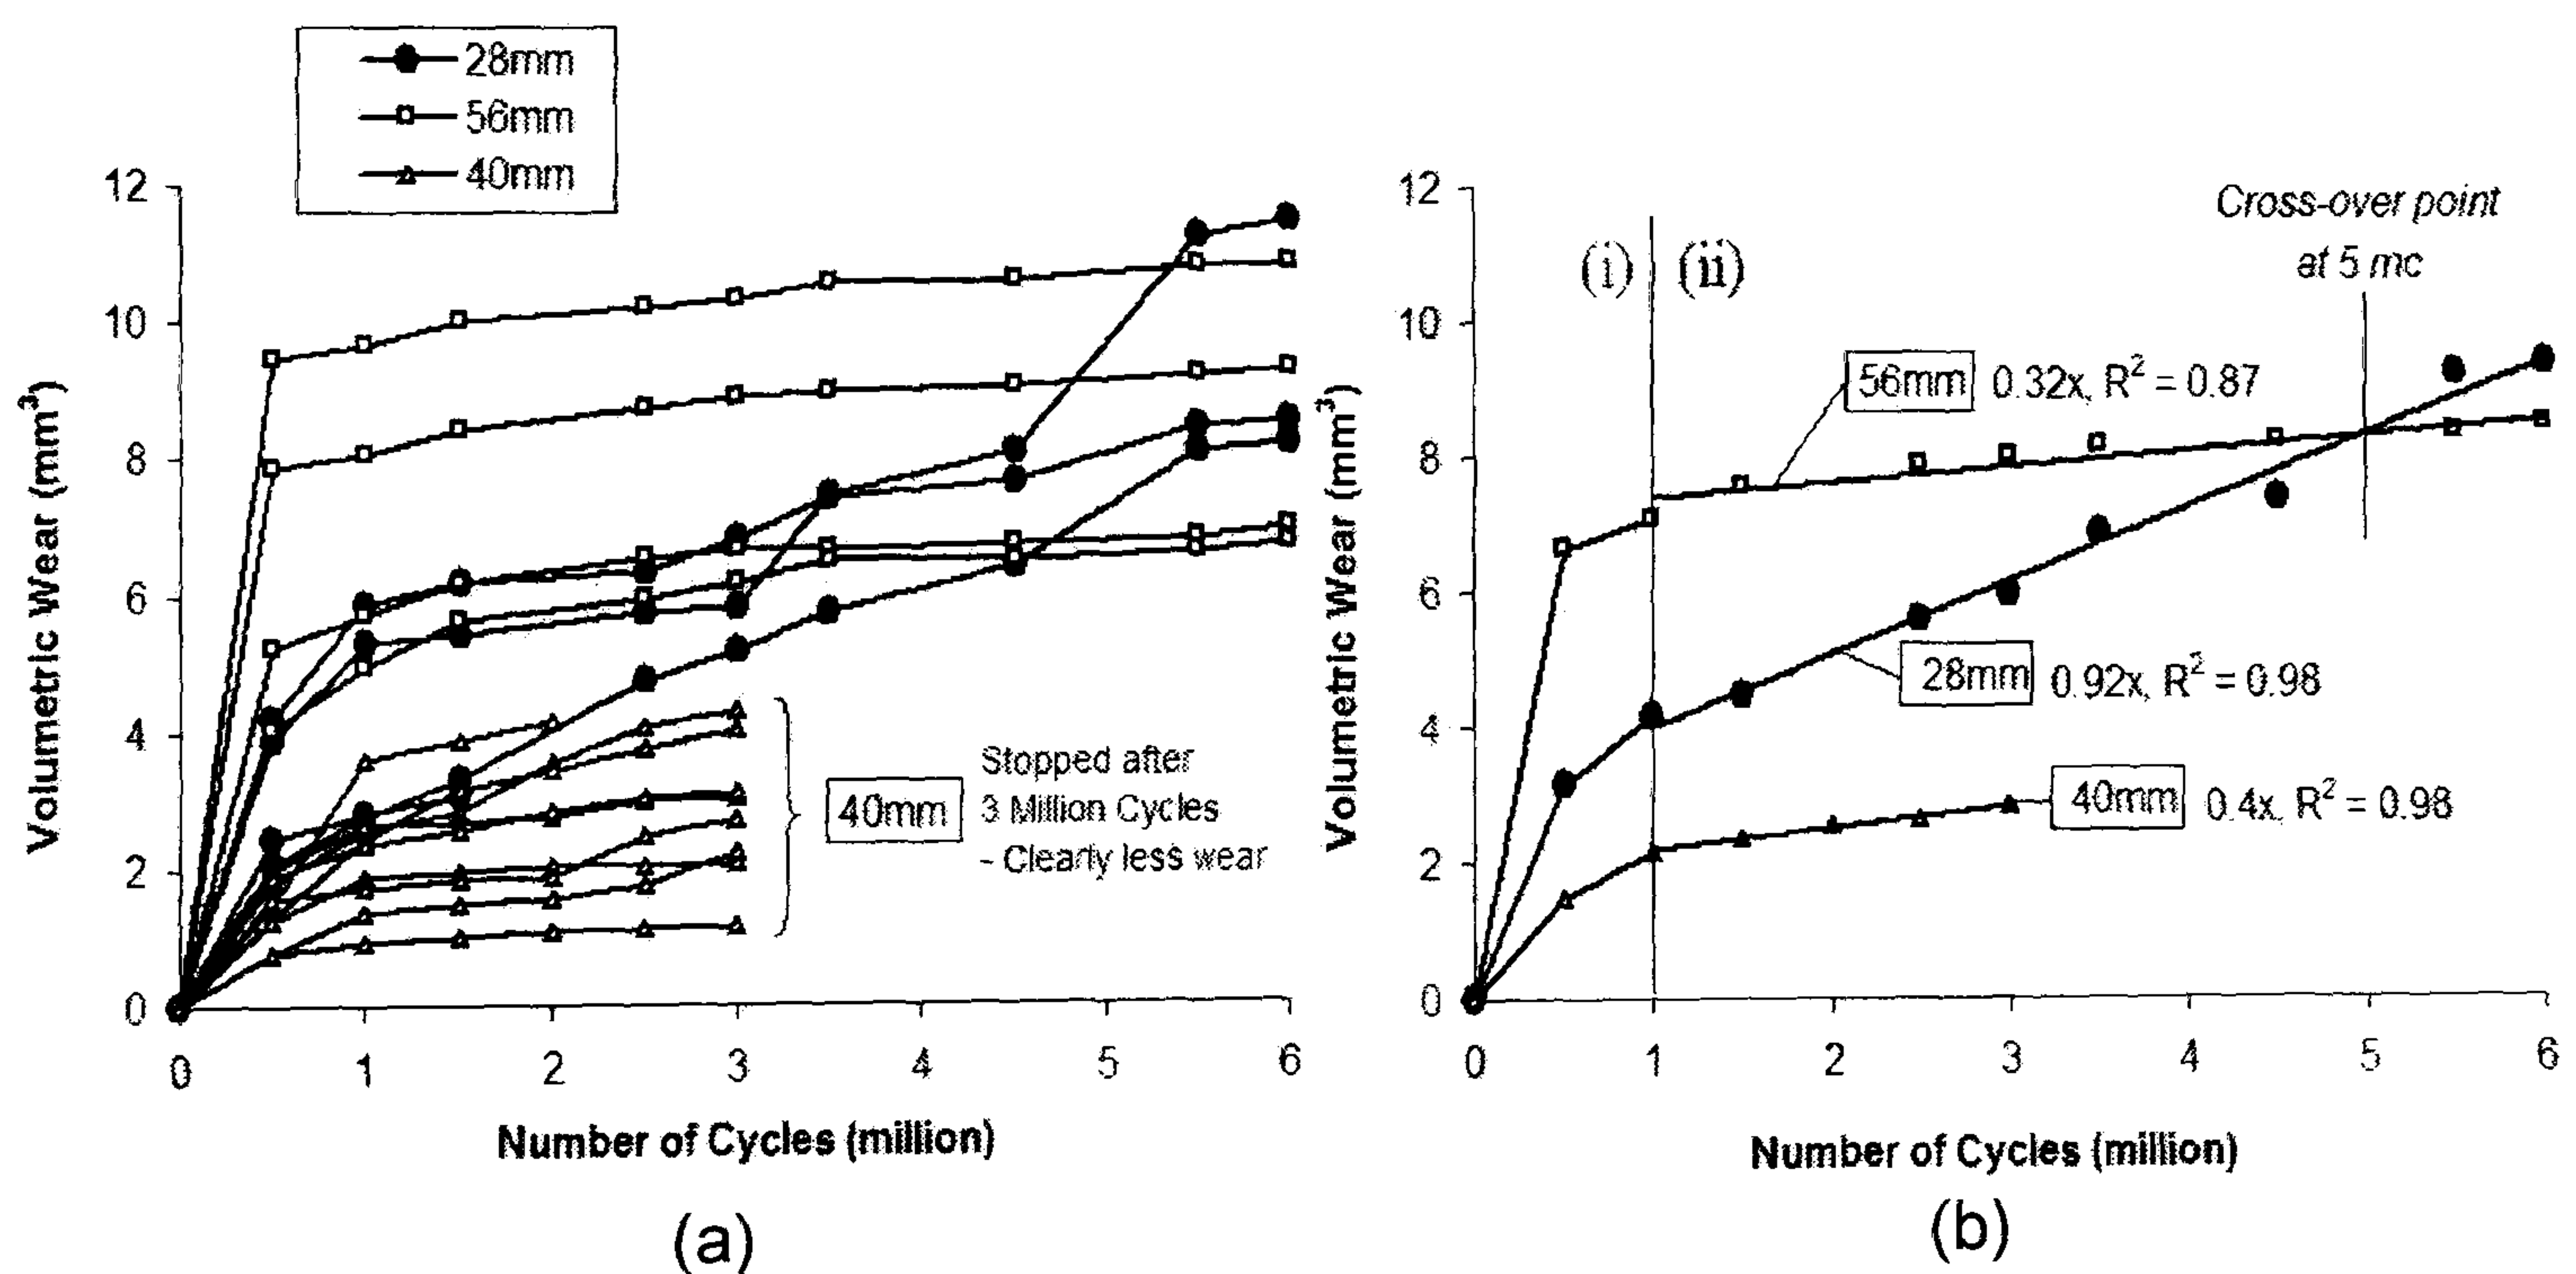 28mm
56mm
40mm
12
10
8
6
4
2
0
Volumetric Wear (mm³)
40mm
Stopped after
3 Million Cycles
- Clearly less wear
0 1 2 3 4 5 6
Number of Cycles (million)
(a)
12
10
8
6
4
2
0
Volumetric Wear (mm³)
(i) (ii)
Cross-over point
at 5 mc
56mm 0.32x, R² = 0.87
28mm 0.92x, R² = 0.98
40mm 0.4x, R² = 0.98
0 1 2 3 4 5 6
Number of Cycles (million)
(b)